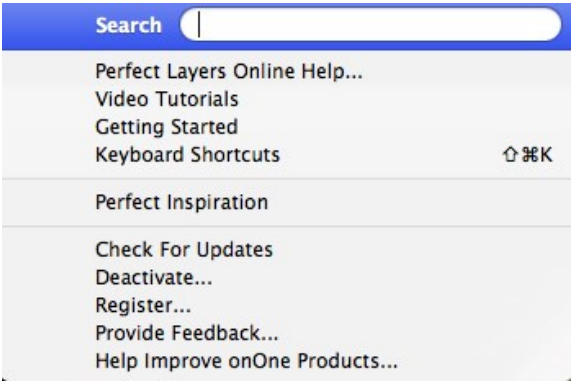 Search
Perfect Layers Online Help...
Video Tutorials
Getting Started
Keyboard Shortcuts ⇧⌘K
Perfect Inspiration
Check For Updates
Deactivate...
Register...
Provide Feedback...
Help Improve onOne Products...